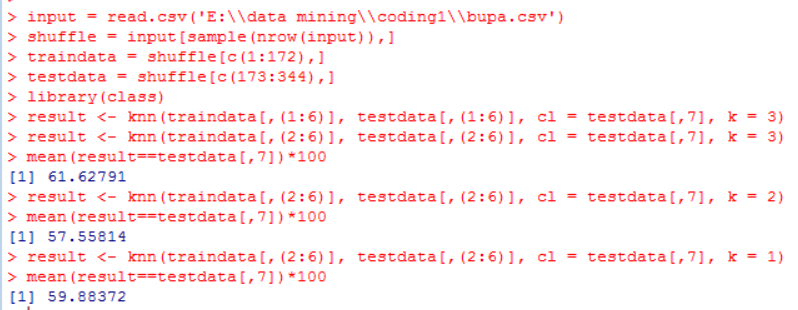 > input = read.csv('E:\\data mining\\coding1\\bupa.csv')
> shuffle = input[sample(nrow(input)),]
> traindata = shuffle[c(1:172),]
> testdata = shuffle[c(173:344),]
> library(class)
> result <- knn(traindata[,(1:6)], testdata[,(1:6)], cl = testdata[,7], k = 3)
> result <- knn(traindata[,(2:6)], testdata[,(2:6)], cl = testdata[,7], k = 3)
> mean(result==testdata[,7])*100
[1] 61.62791
> result <- knn(traindata[,(2:6)], testdata[,(2:6)], cl = testdata[,7], k = 2)
> mean(result==testdata[,7])*100
[1] 57.55814
> result <- knn(traindata[,(2:6)], testdata[,(2:6)], cl = testdata[,7], k = 1)
> mean(result==testdata[,7])*100
[1] 59.88372